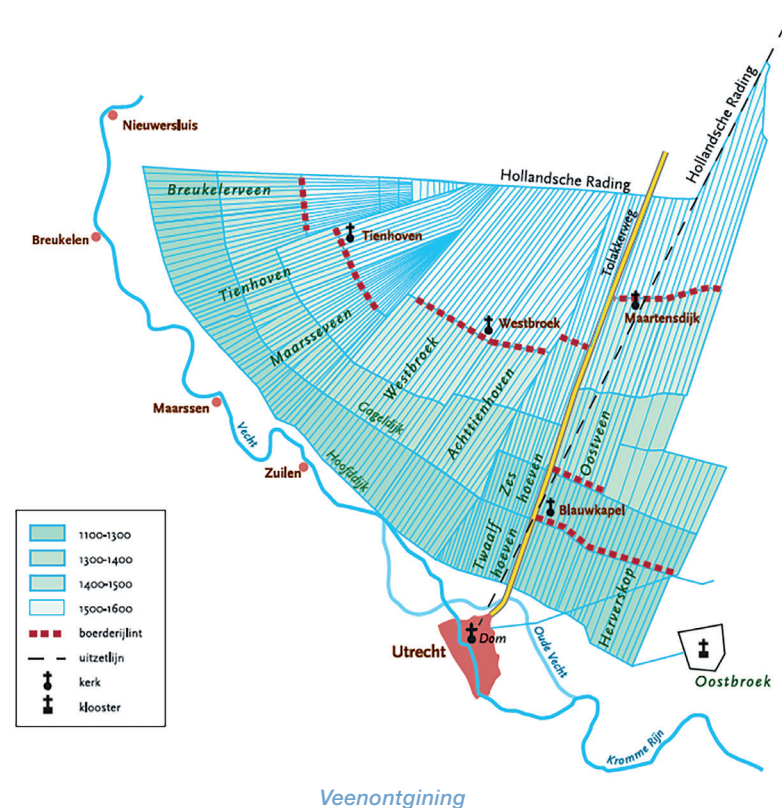 Hollandsche Rading
Nieuwersluis
Hollandsche Rading
Breukelerveen
Tolakkerweg
Breukelen
Tienhoven
Tienhoven
Maartensdijk
Westbroek
Maarsseveen
Westbroek
Maarssen
Gogeldijk
Achttienhoven
Vecht
Oostveen
Zuilen
Hoofddijk
Zes
hoeven
Blauwkapel
1100-1300
Twaalf
hoeven
1300-1400
1400-1500
1500-1600
Herverskop
boerderijlint
Utrecht
Dom
Oude Vecht
uitzetlijn
kerk
Oostbroek
klooster
Kromme Rijn
Veenontgining